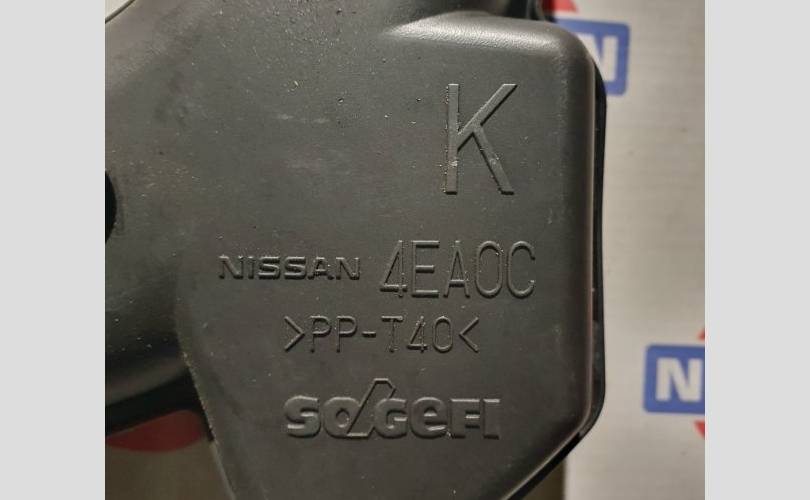 K
NISSAN 4EA0C
>PP-T40<
SOGEFI